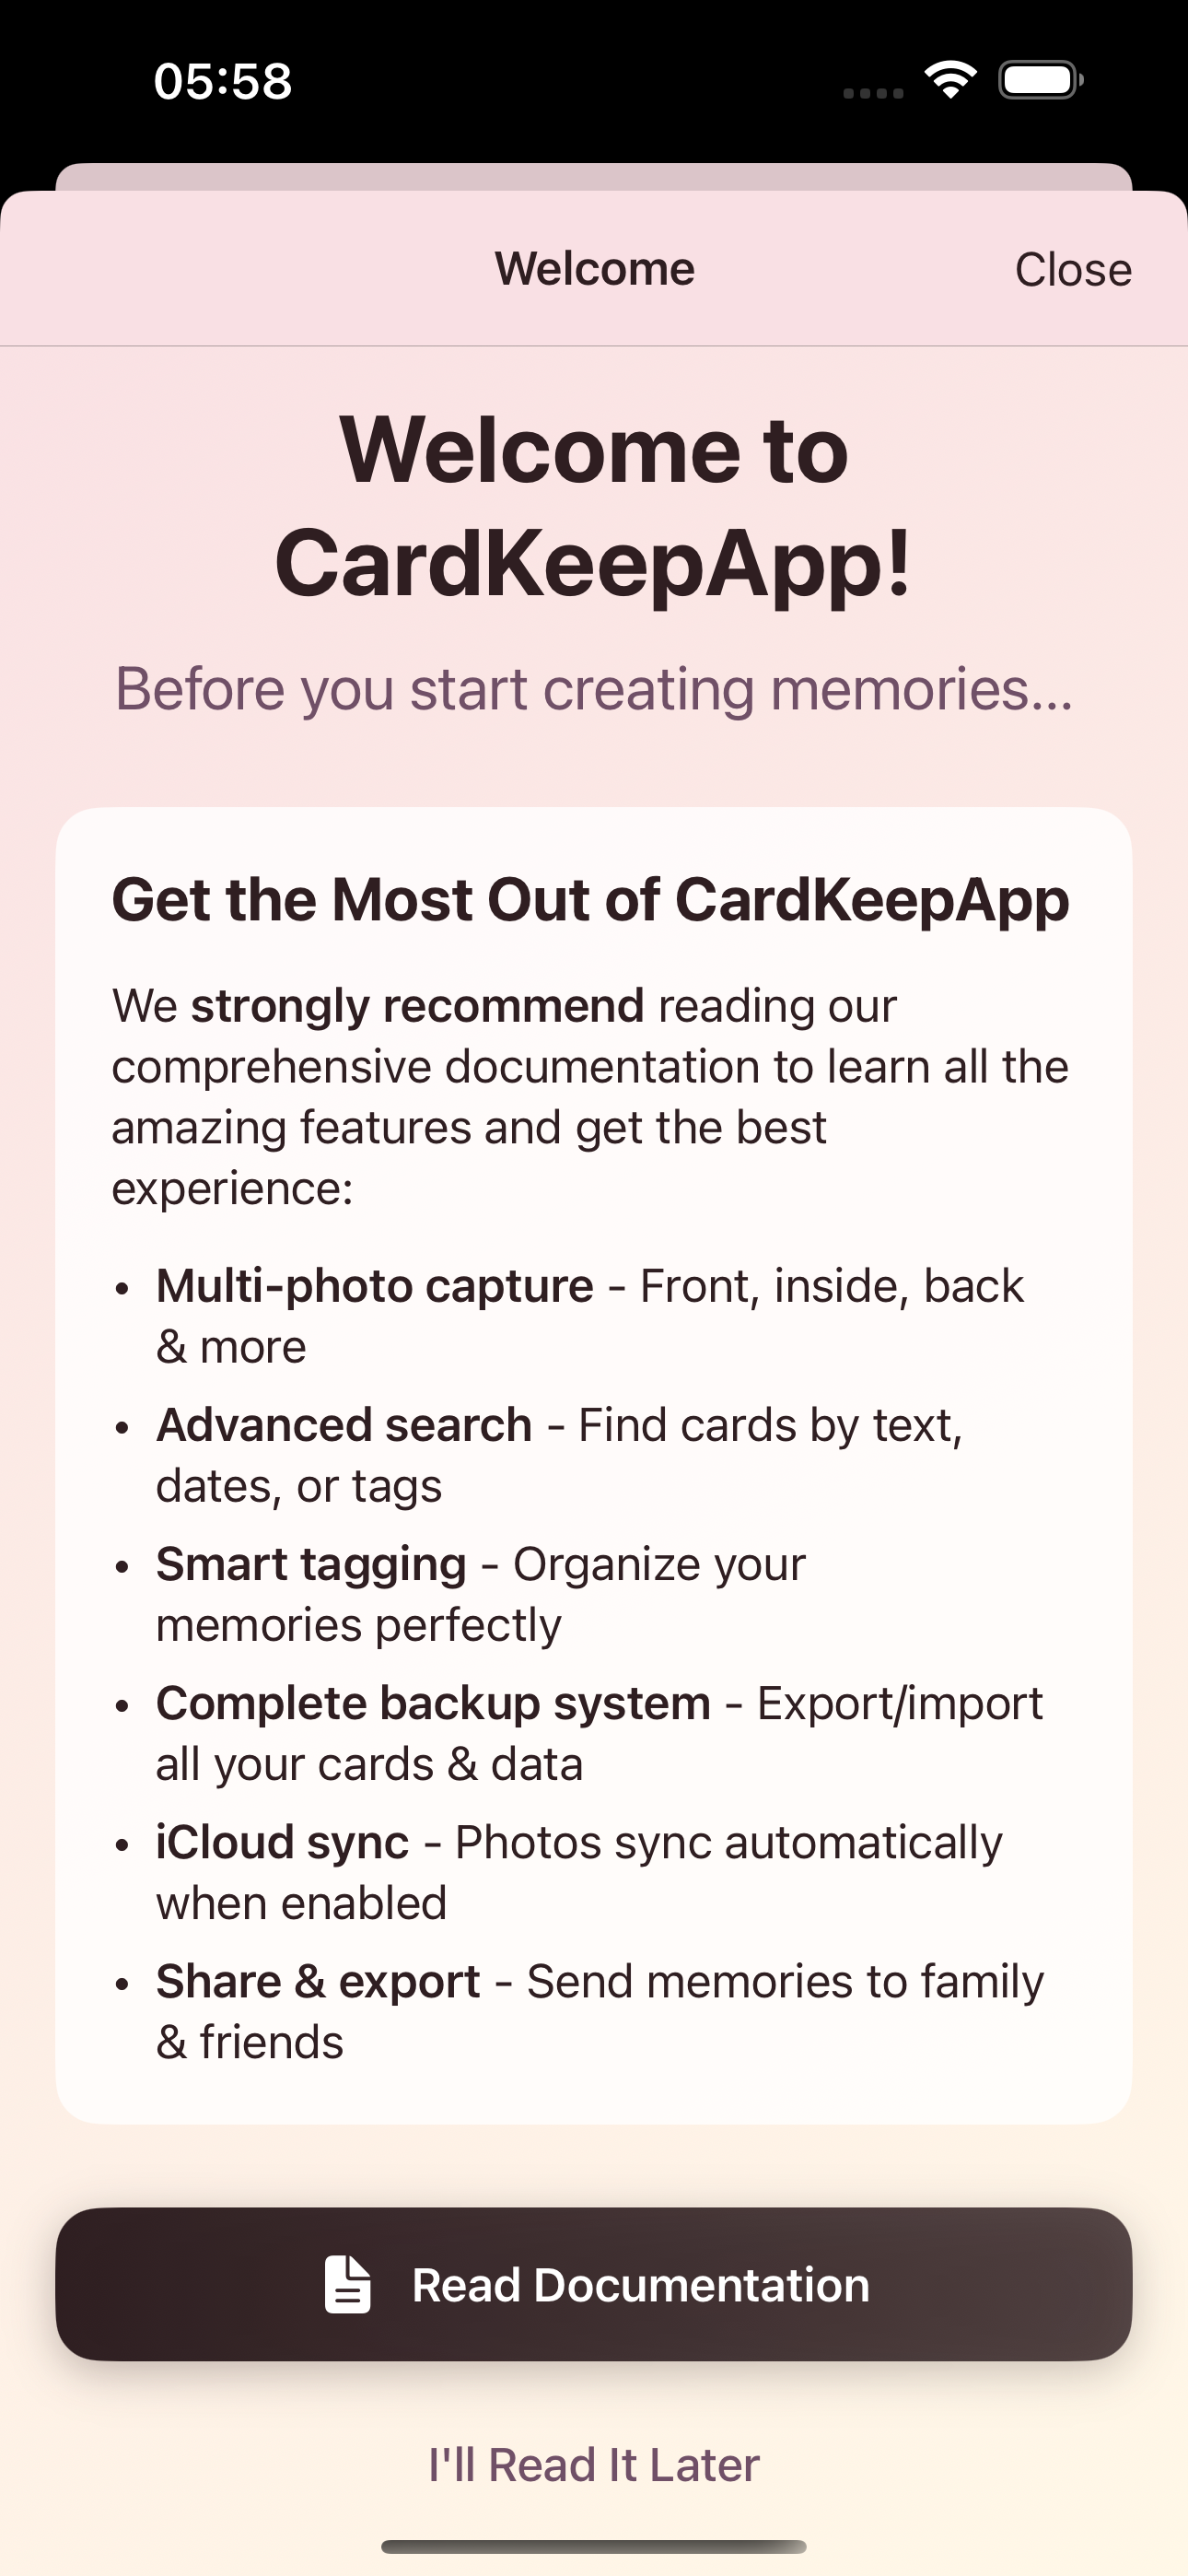 05:58
Welcome
Close
Welcome to
CardKeepApp!
Before you start creating memories...
Get the Most Out of CardKeepApp
We strongly recommend reading our
comprehensive documentation to learn all the
amazing features and get the best
experience:
• Multi-photo capture - Front, inside, back
& more
• Advanced search - Find cards by text,
dates, or tags
• Smart tagging - Organize your
memories perfectly
• Complete backup system - Export/import
all your cards & data
• iCloud sync - Photos sync automatically
when enabled
• Share & export - Send memories to family
& friends
Read Documentation
I'll Read It Later